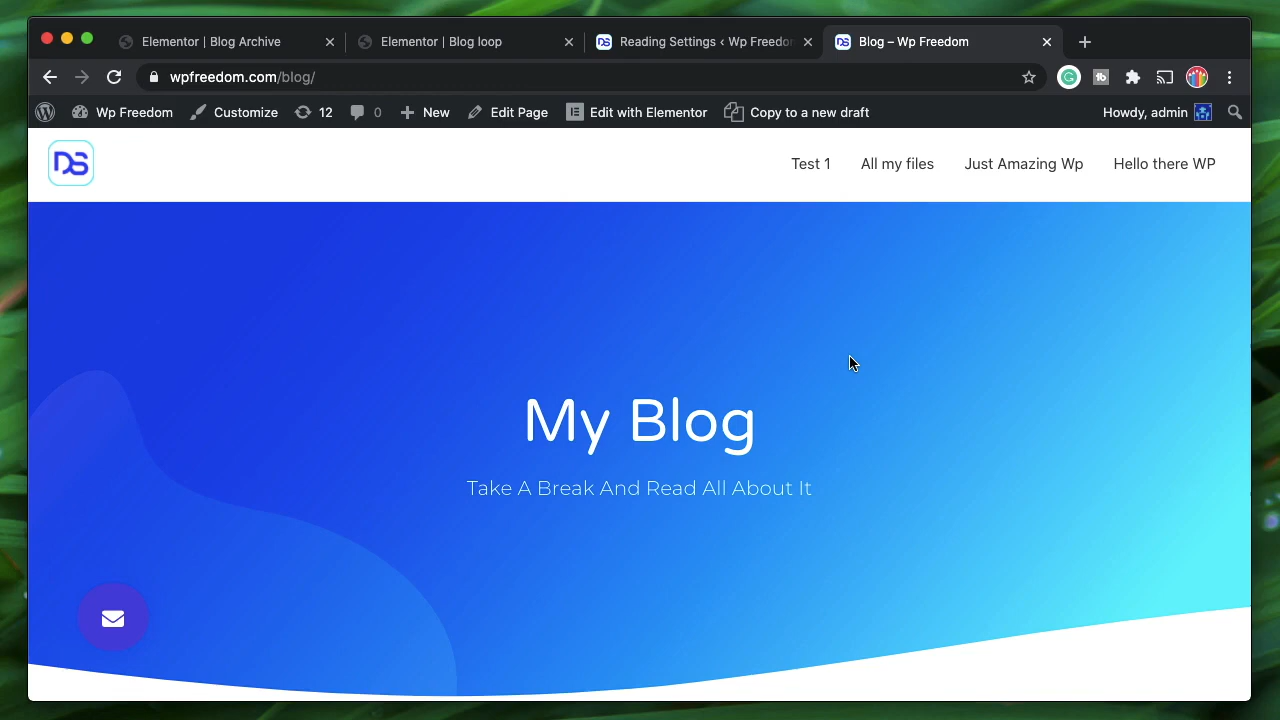 Elementor | Blog Archive
Elementor | Blog loop
Reading Settings ‹ Wp Freedom
Blog – Wp Freedom
wpfreedom.com/blog/
Wp Freedom
Customize
12
0
New
Edit Page
Edit with Elementor
Copy to a new draft
Howdy, admin
DS
Test 1
All my files
Just Amazing Wp
Hello there WP
My Blog
Take A Break And Read All About It